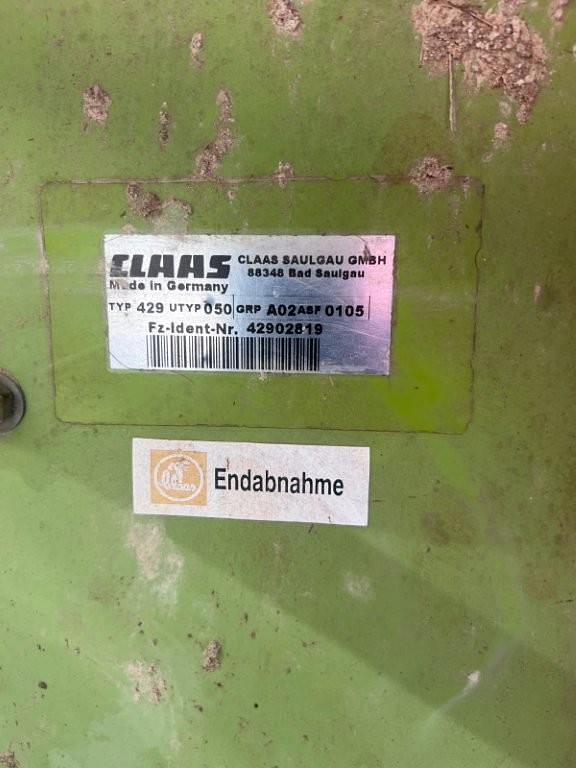 CLAAS CLAAS SAULGAU GMBH
88348 Bad Saulgau
Made in Germany
TYP 429 UTYP 050 GRP A02 ASF 0105
Fz-Ident-Nr. 42902819
Claas Endabnahme